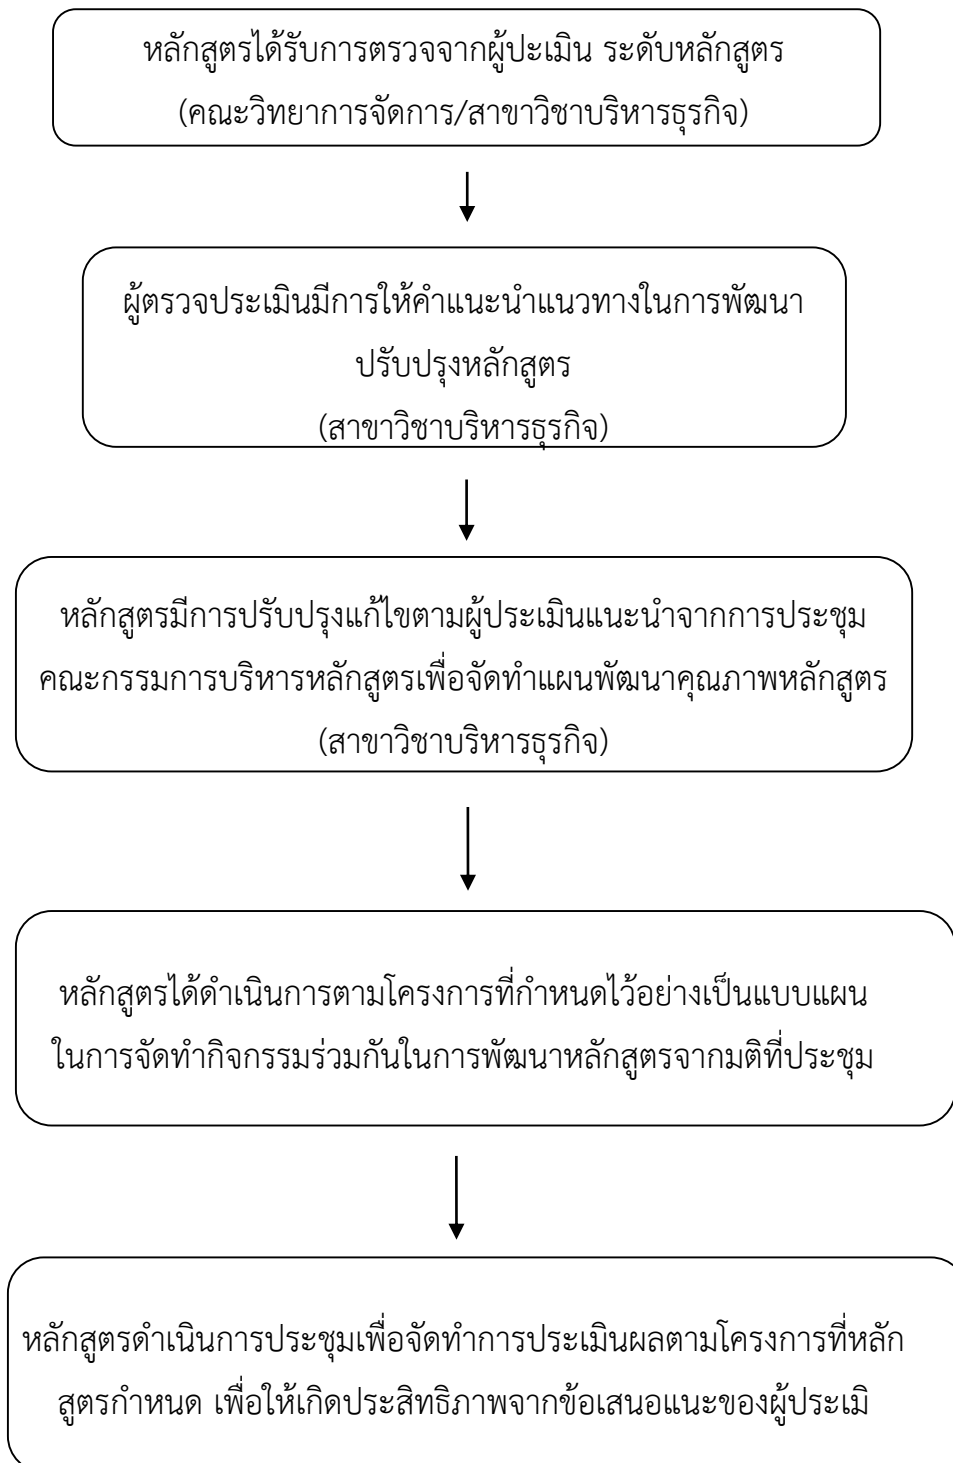 หลักสูตรได้รับการตรวจจากผู้ปะเมิน ระดับหลักสูตร
(คณะวิทยาการจัดการ/สาขาวิชาบริหารธุรกิจ)
ผู้ตรวจประเมินมีการให้คำแนะนำแนวทางในการพัฒนา
ปรับปรุงหลักสูตร
(สาขาวิชาบริหารธุรกิจ)
หลักสูตรมีการปรับปรุงแก้ไขตามผู้ประเมินแนะนำจากการประชุม
คณะกรรมการบริหารหลักสูตรเพื่อจัดทำแผนพัฒนาคุณภาพหลักสูตร
(สาขาวิชาบริหารธุรกิจ)
หลักสูตรได้ดำเนินการตามโครงการที่กำหนดไว้อย่างเป็นแบบแผน
ในการจัดทำกิจกรรมร่วมกันในการพัฒนาหลักสูตรจากมติที่ประชุม
หลักสูตรดำเนินการประชุมเพื่อจัดทำการประเมินผลตามโครงการที่หลัก
สูตรกำหนด เพื่อให้เกิดประสิทธิภาพจากข้อเสนอแนะของผู้ประเมิ